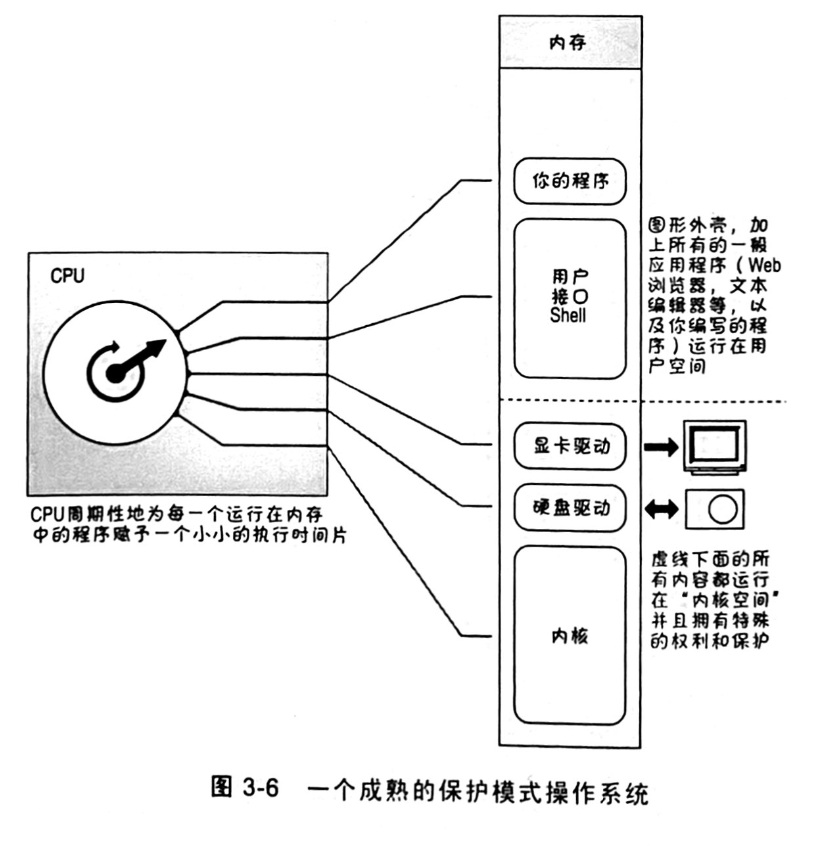 内存
你的程序
用户
接口
Shell
图形外壳，加
上所有的一般
应用程序（Web
浏览器，文本
编辑器等，以
及你编写的程
序）运行在用
户空间
CPU
显卡驱动
硬盘驱动
CPU周期性地为每一个运行在内存
中的程序赋予一个小小的执行时间片
虚线下面的所
有内容都运行
在“内核空间”
并且拥有特殊
的权利和保护
内核
图 3-6 一个成熟的保护模式操作系统